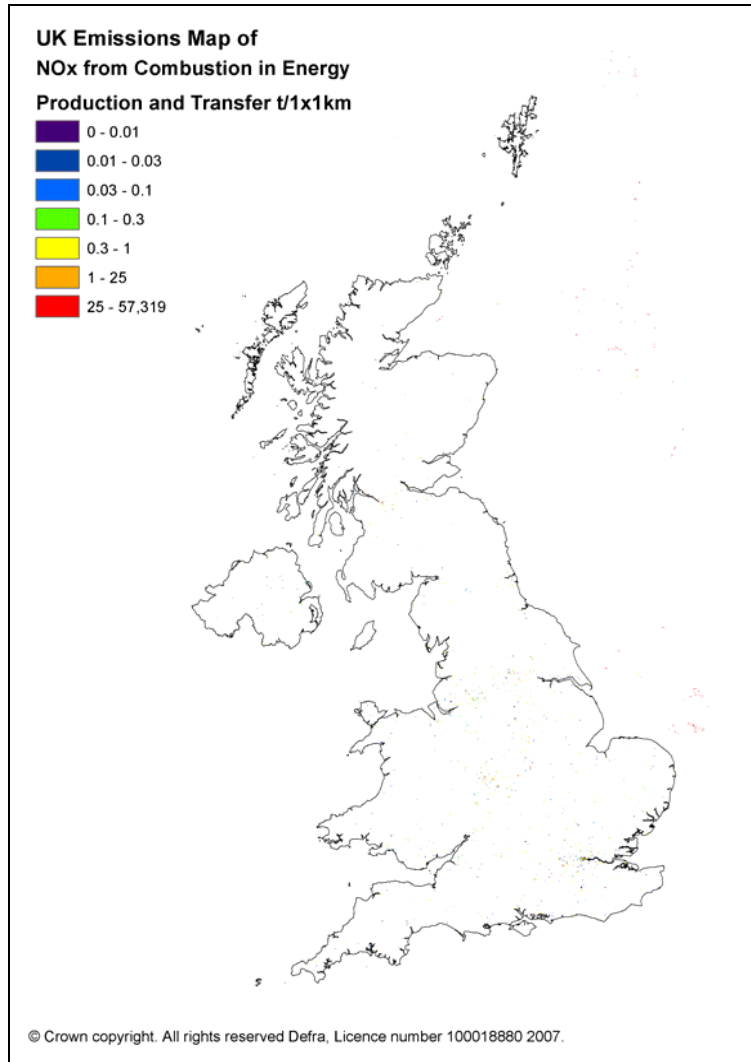 UK Emissions Map of
NOx from Combustion in Energy
Production and Transfer t/1x1km
0 - 0.01
0.01 - 0.03
0.03 - 0.1
0.1 - 0.3
0.3 - 1
1 - 25
25 - 57,319
© Crown copyright. All rights reserved Defra, Licence number 100018880 2007.